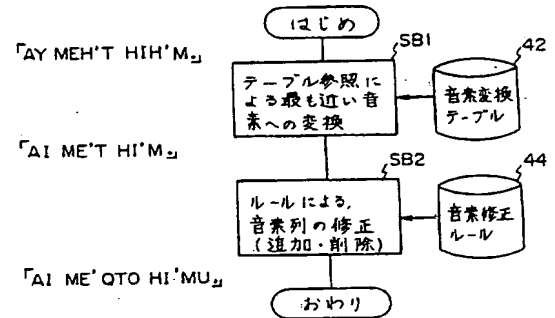 はじめ
「AY MEH'T HIH'M。」
SB1
42
テーブル参照に
よる最も近い音
素への変換
音素変換
テーブル
「AI ME'T HI'M。」
SB2
44
ルールによる,
音素列の修正
(追加・削除)
音素修正
ルール
「AI ME'QTO HI'MU。」
おわり